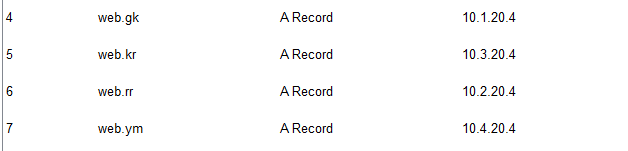 4 web.gk A Record 10.1.20.4
5 web.kr A Record 10.3.20.4
6 web.rr A Record 10.2.20.4
7 web.ym A Record 10.4.20.4